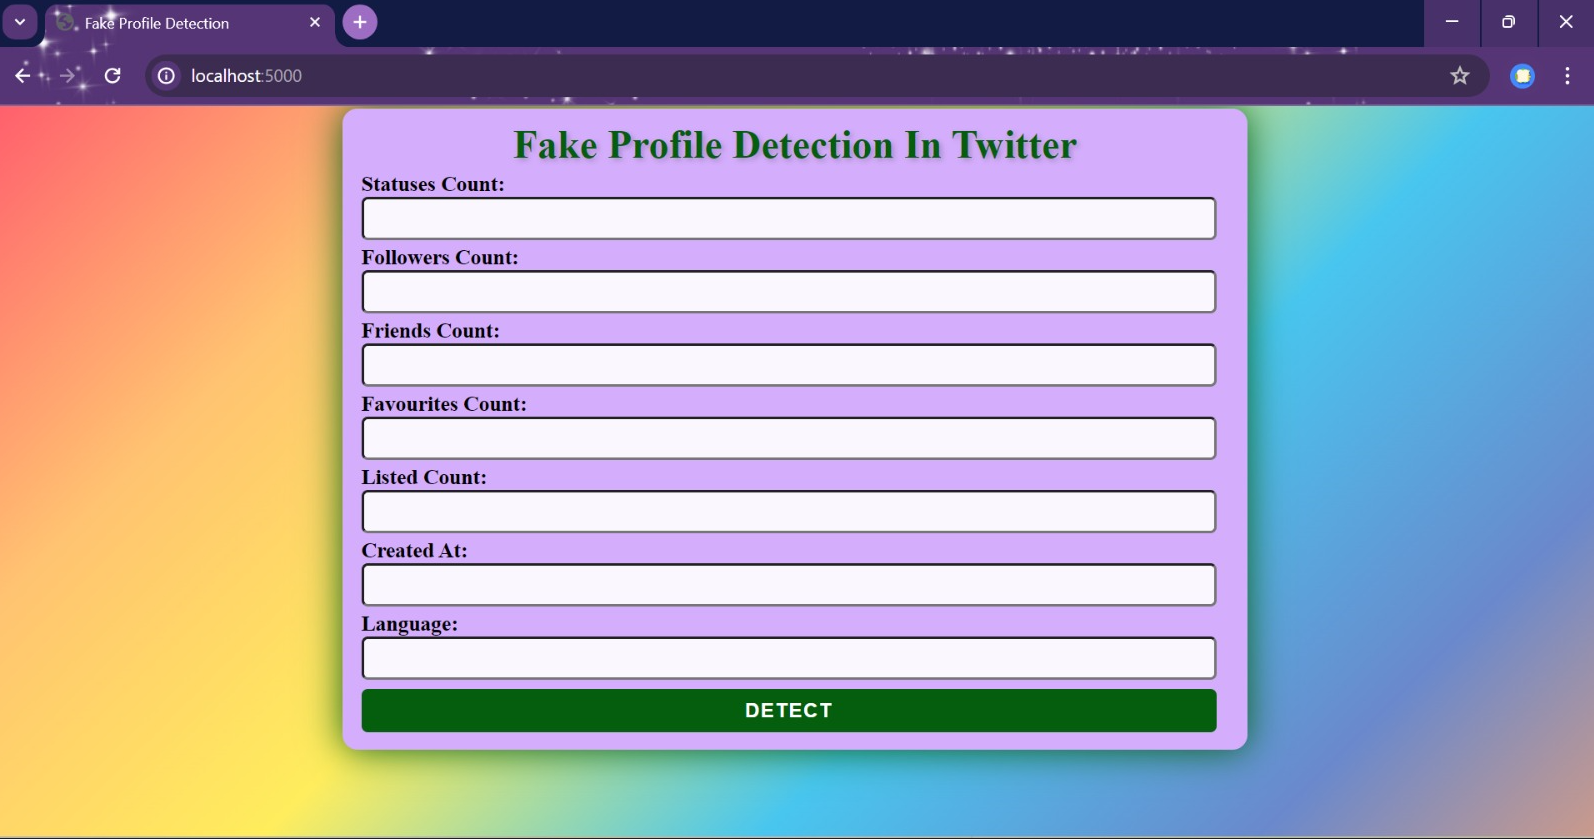 Fake Profile Detection
localhost:5000
Fake Profile Detection In Twitter
Statuses Count:
Followers Count:
Friends Count:
Favourites Count:
Listed Count:
Created At:
Language:
DETECT